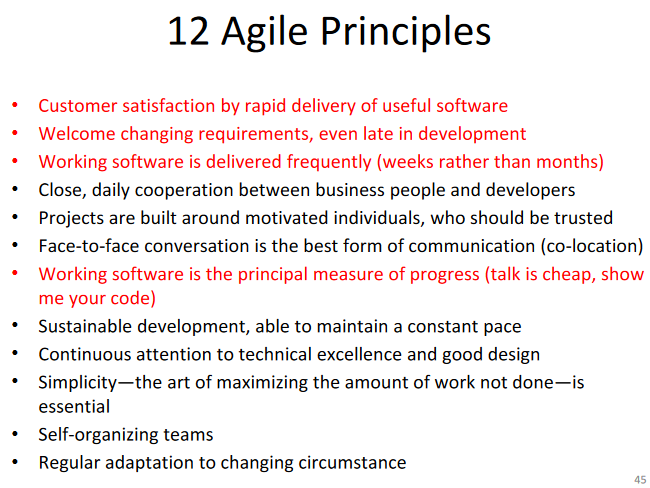 12 Agile Principles
• Customer satisfaction by rapid delivery of useful software
• Welcome changing requirements, even late in development
• Working software is delivered frequently (weeks rather than months)
• Close, daily cooperation between business people and developers
• Projects are built around motivated individuals, who should be trusted
• Face-to-face conversation is the best form of communication (co-location)
• Working software is the principal measure of progress (talk is cheap, show
me your code)
• Sustainable development, able to maintain a constant pace
• Continuous attention to technical excellence and good design
• Simplicity—the art of maximizing the amount of work not done—is
essential
• Self-organizing teams
• Regular adaptation to changing circumstance
45